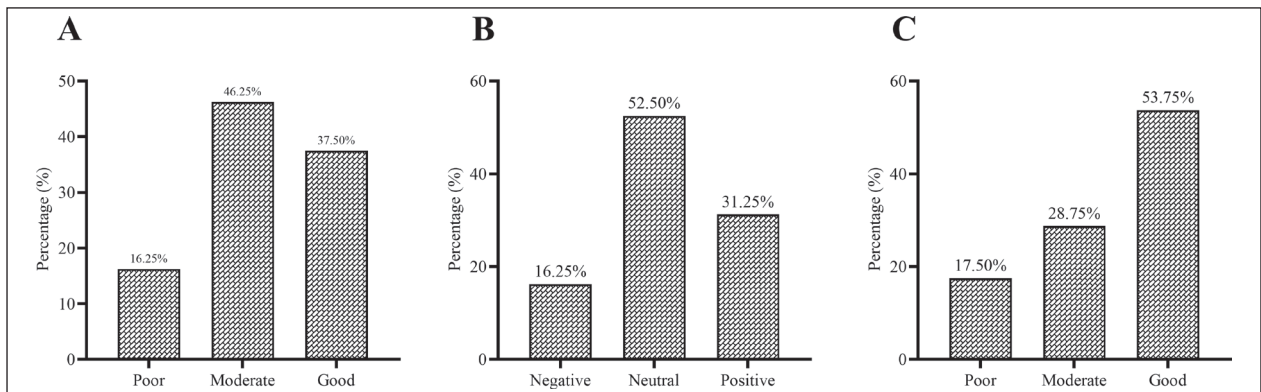 A
Percentage (%)
50
40
30
20
10
0
16.25%
46.25%
37.50%
Poor Moderate Good
B
Percentage (%)
60
40
20
0
16.25%
52.50%
31.25%
Negative Neutral Positive
C
Percentage (%)
60
40
20
0
17.50%
28.75%
53.75%
Poor Moderate Good